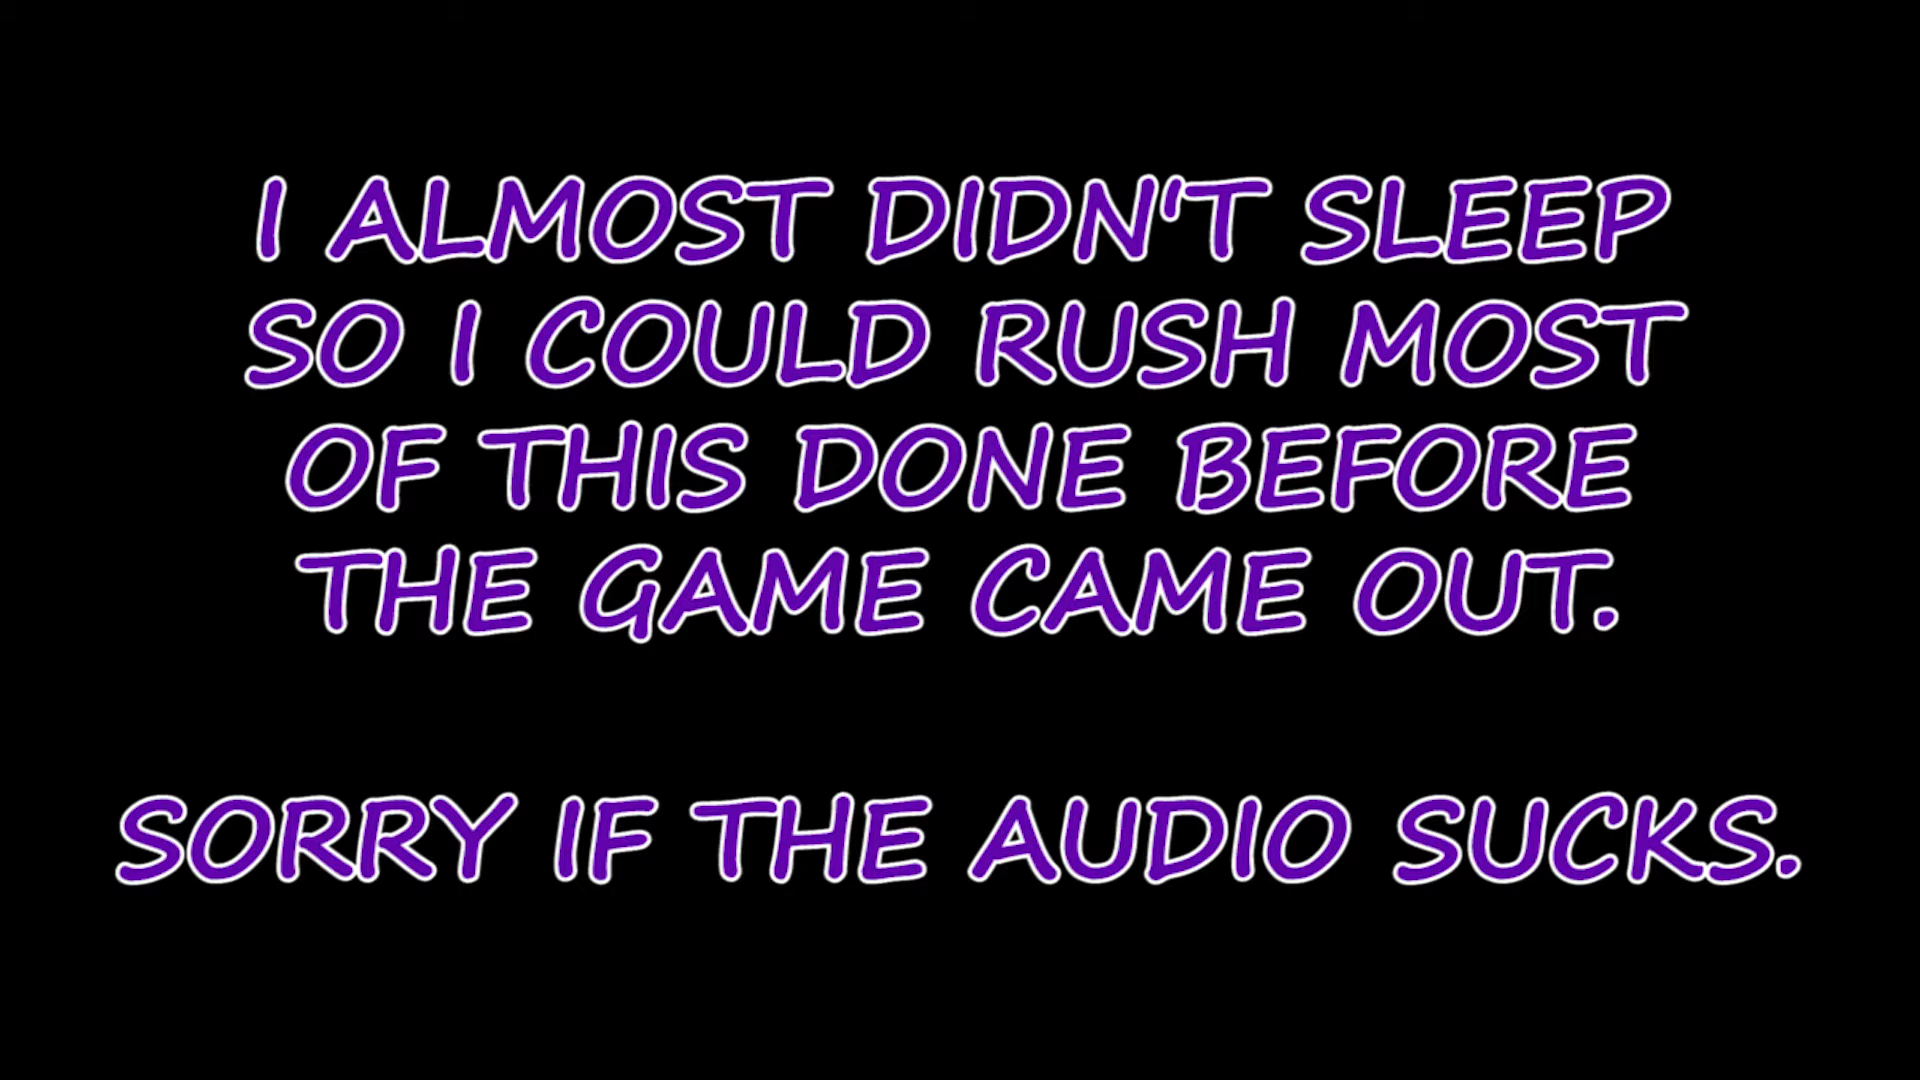 I ALMOST DIDN'T SLEEP
SO I COULD RUSH MOST
OF THIS DONE BEFORE
THE GAME CAME OUT.
SORRY IF THE AUDIO SUCKS.